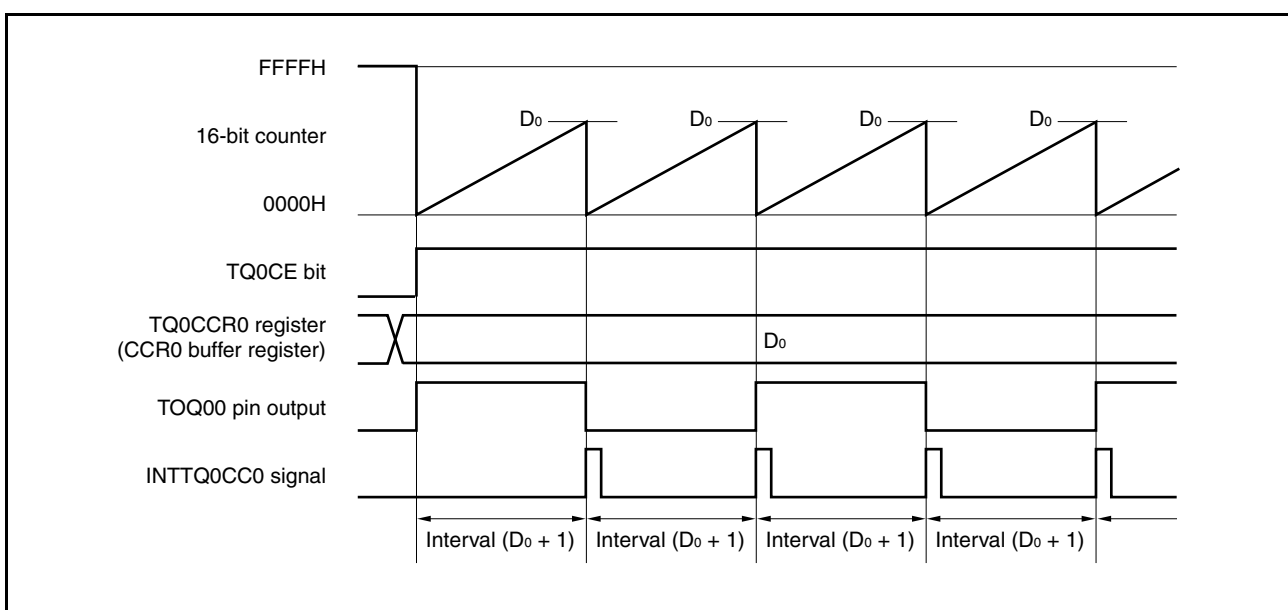 FFFFH
D0 D0 D0 D0
16-bit counter
0000H
TQ0CE bit
TQ0CCR0 register
(CCR0 buffer register)
D0
TOQ00 pin output
INTTQ0CC0 signal
Interval (D0 + 1) Interval (D0 + 1) Interval (D0 + 1) Interval (D0 + 1)